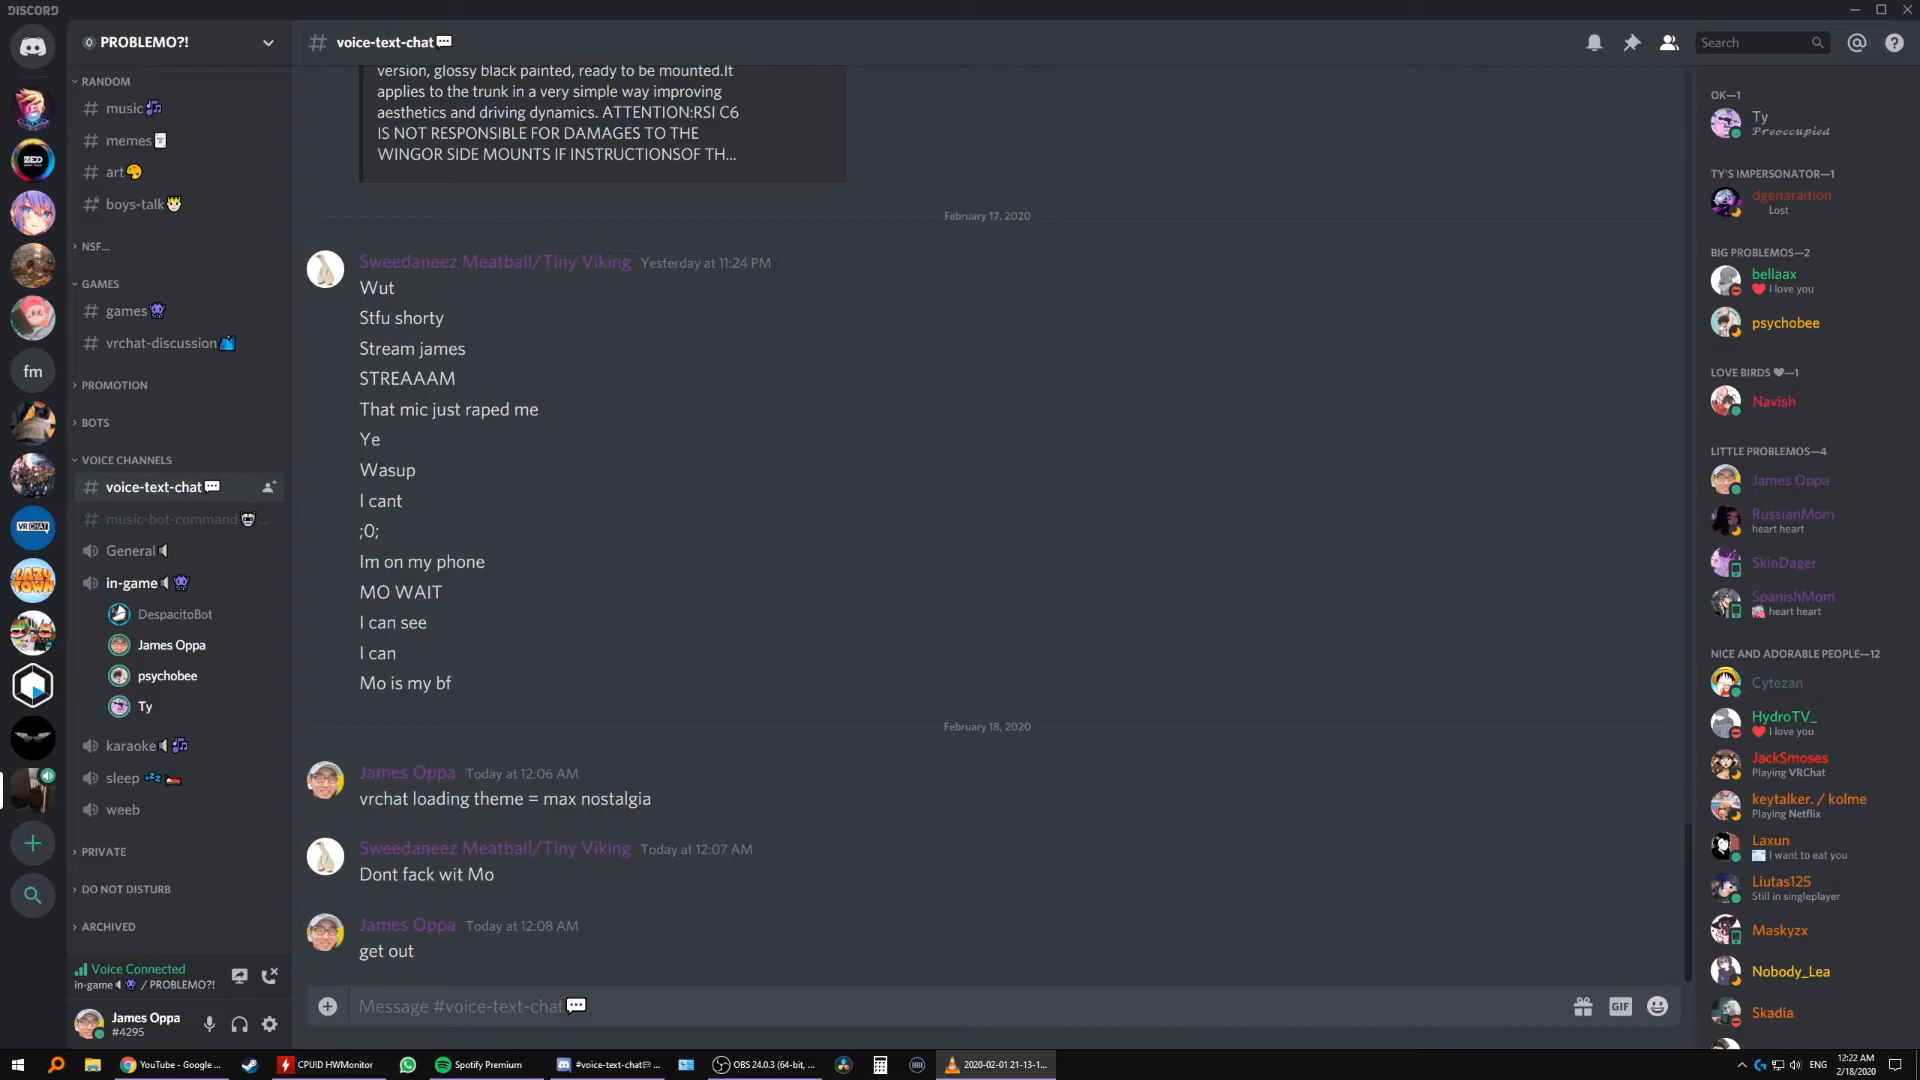 DISCORD
PROBLEMO?!
RANDOM
music
memes
art
boys-talk
NSF...
GAMES
games
vrchat-discussion
PROMOTION
BOTS
VOICE CHANNELS
voice-text-chat
music-bot-command ...
General
in-game
DespacitoBot
James Oppa
psychobee
Ty
karaoke
sleep
weeb
PRIVATE
DO NOT DISTURB
ARCHIVED
Voice Connected
in-game / PROBLEMO?!
James Oppa
#4295
ZEDD
fm
VRCHAT
LAZY TOWN
# voice-text-chat
version, glossy black painted, ready to be mounted.It
applies to the trunk in a very simple way improving
aesthetics and driving dynamics. ATTENTION:RSI C6
IS NOT RESPONSIBLE FOR DAMAGES TO THE
WINGOR SIDE MOUNTS IF INSTRUCTIONSOF TH...
February 17, 2020
Sweedaneez Meatball/Tiny Viking Yesterday at 11:24 PM
Wut
Stfu shorty
Stream james
STREAAAM
That mic just raped me
Ye
Wasup
I cant
;0;
Im on my phone
MO WAIT
I can see
I can
Mo is my bf
February 18, 2020
James Oppa Today at 12:06 AM
vrchat loading theme = max nostalgia
Sweedaneez Meatball/Tiny Viking Today at 12:07 AM
Dont fack wit Mo
James Oppa Today at 12:08 AM
get out
Message #voice-text-chat
GIF
Search
OK—1
Ty
Preoccupied
TY'S IMPERSONATOR—1
dgenaraition
Lost
BIG PROBLEMOS—2
bellaax
I love you
psychobee
LOVE BIRDS ♥—1
Navish
LITTLE PROBLEMOS—4
James Oppa
RussianMom
heart heart
SkinDager
SpanishMom
heart heart
NICE AND ADORABLE PEOPLE—12
Cytezan
HydroTV_
I love you
JackSmoses
Playing VRChat
keytalker. / kolme
Playing Netflix
Laxun
I want to eat you
Liutas125
Still in singleplayer
Maskyzx
Nobody_Lea
Skadia
YouTube - Google ...
CPUID HWMonitor
Spotify Premium
#voice-text-chat ...
OBS 24.0.3 (64-bit, ...
2020-02-01 21-13-1...
ENG
12:22 AM
2/18/2020